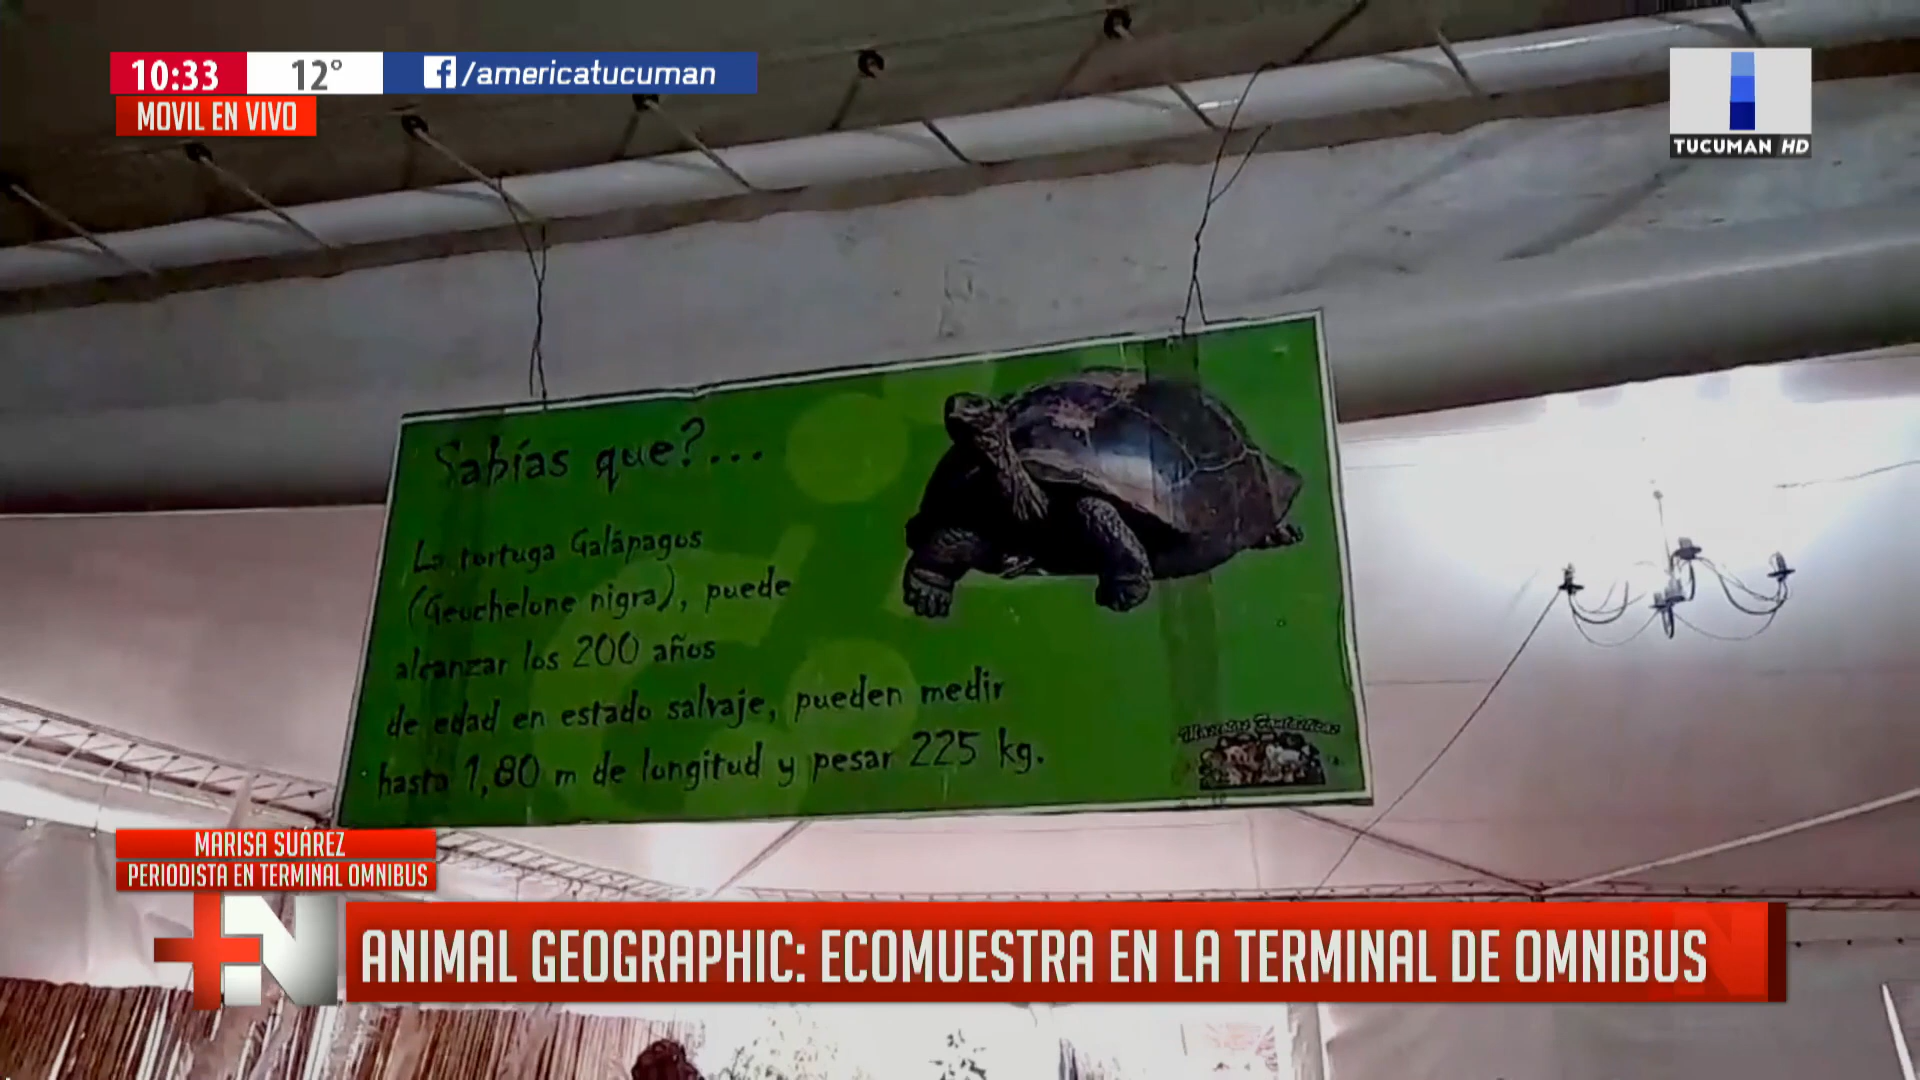 10:33 12° f/americatucuman
MOVIL EN VIVO
TUCUMAN HD
Sabías que?...
La tortuga Galápagos
(Geochelone nigra), puede
alcanzar los 200 años
de edad en estado salvaje, pueden medir
hasta 1,80 m de longitud y pesar 225 kg.
Mascotas Fantasticas
MARISA SUÁREZ
PERIODISTA EN TERMINAL OMNIBUS
+N
ANIMAL GEOGRAPHIC: ECOMUESTRA EN LA TERMINAL DE OMNIBUS